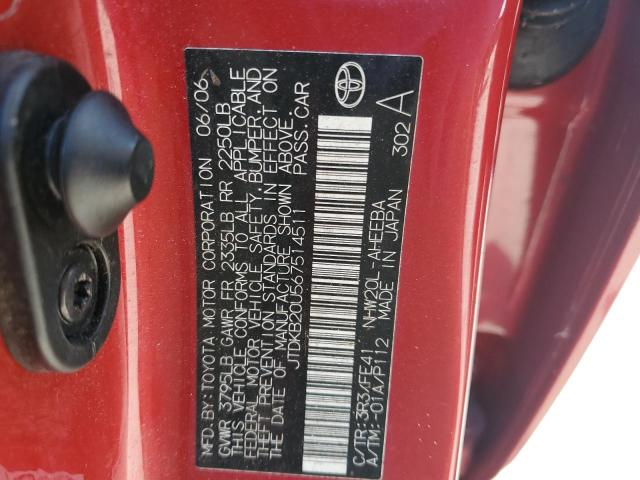 MFD. BY: TOYOTA MOTOR CORPORATION 06/06
GVWR 3795LB GAWR FR 2335LB RR 2250LB
THIS VEHICLE CONFORMS TO ALL APPLICABLE
FEDERAL MOTOR VEHICLE SAFETY, BUMPER, AND
THEFT PREVENTION STANDARDS IN EFFECT ON
THE DATE OF MANUFACTURE SHOWN ABOVE.
JTDKB20U567514511 PASS. CAR
C/TR: 3R3/FE41 NHW20L-AHEEBA 302 A
A/TM: -01A/P112 MADE IN JAPAN